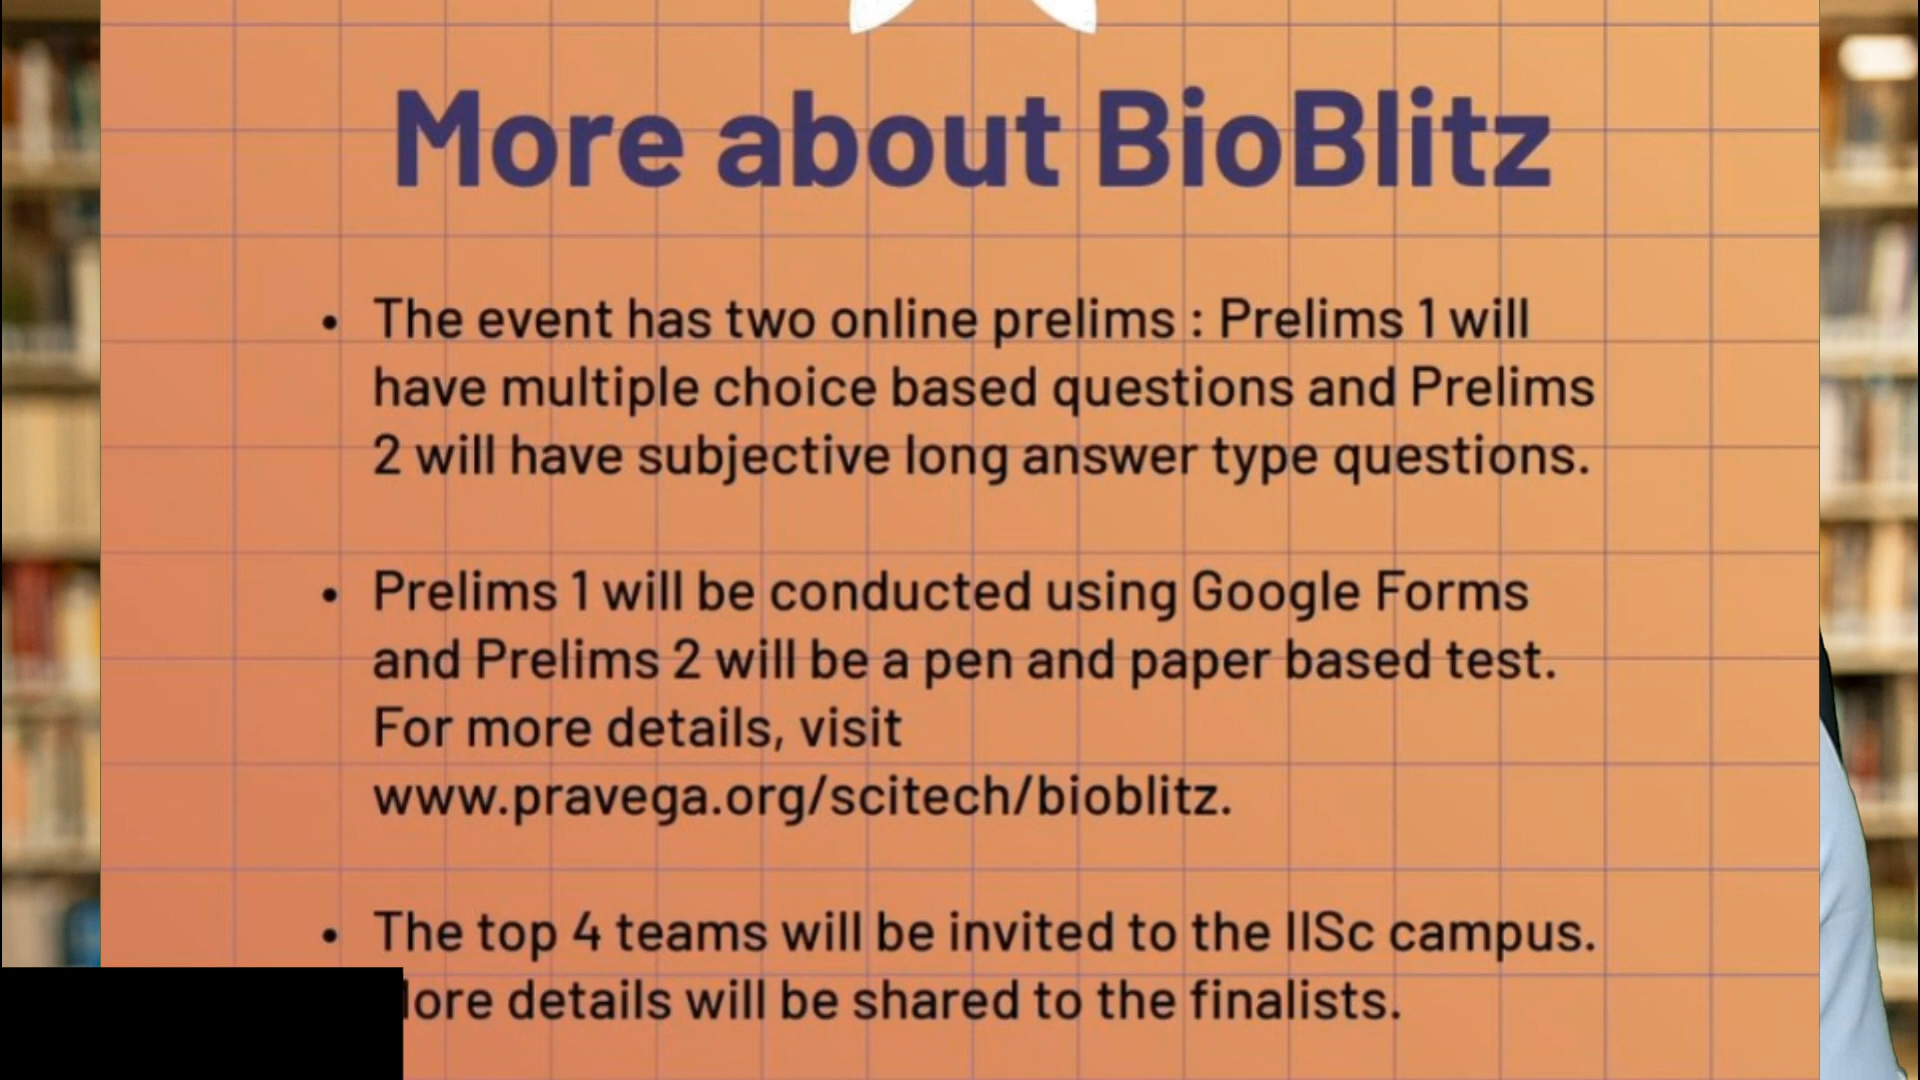 More about BioBlitz
• The event has two online prelims : Prelims 1 will
have multiple choice based questions and Prelims
2 will have subjective long answer type questions.
• Prelims 1 will be conducted using Google Forms
and Prelims 2 will be a pen and paper based test.
For more details, visit
www.pravega.org/scitech/bioblitz.
• The top 4 teams will be invited to the IISc campus.
details will be shared to the finalists.